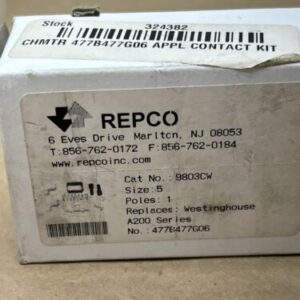 Stock 324382
CHMTR 477B477G06 APPL CONTACT KIT
REPCO
6 Eves Drive Marltcn, NJ 08053
T:856-762-0172 F:856-762-0184
www.repcoinc.com
Cat No.:9803CW
Size:5
Poles: 1
Replaces: Westinghouse
A200 Series
No.:477B477G06